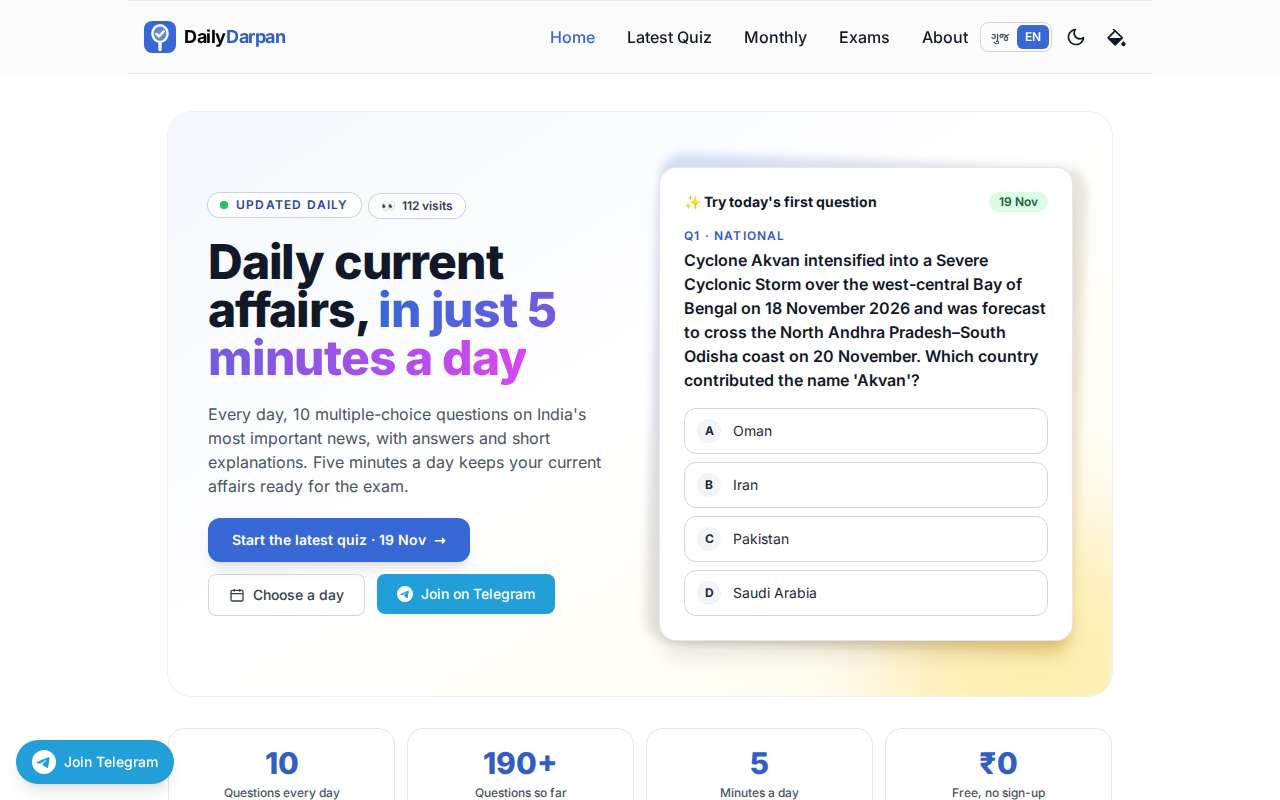 DailyDarpan
Home
Latest Quiz
Monthly
Exams
About
ગુજ
EN
UPDATED DAILY
👀 112 visits
Daily current
affairs, in just 5
minutes a day
Every day, 10 multiple-choice questions on India's
most important news, with answers and short
explanations. Five minutes a day keeps your current
affairs ready for the exam.
Start the latest quiz · 19 Nov →
Choose a day
Join on Telegram
✨ Try today's first question
19 Nov
Q1 · NATIONAL
Cyclone Akvan intensified into a Severe
Cyclonic Storm over the west-central Bay of
Bengal on 18 November 2026 and was forecast
to cross the North Andhra Pradesh–South
Odisha coast on 20 November. Which country
contributed the name 'Akvan'?
A Oman
B Iran
C Pakistan
D Saudi Arabia
Join Telegram
10
Questions every day
190+
Questions so far
5
Minutes a day
₹0
Free, no sign-up